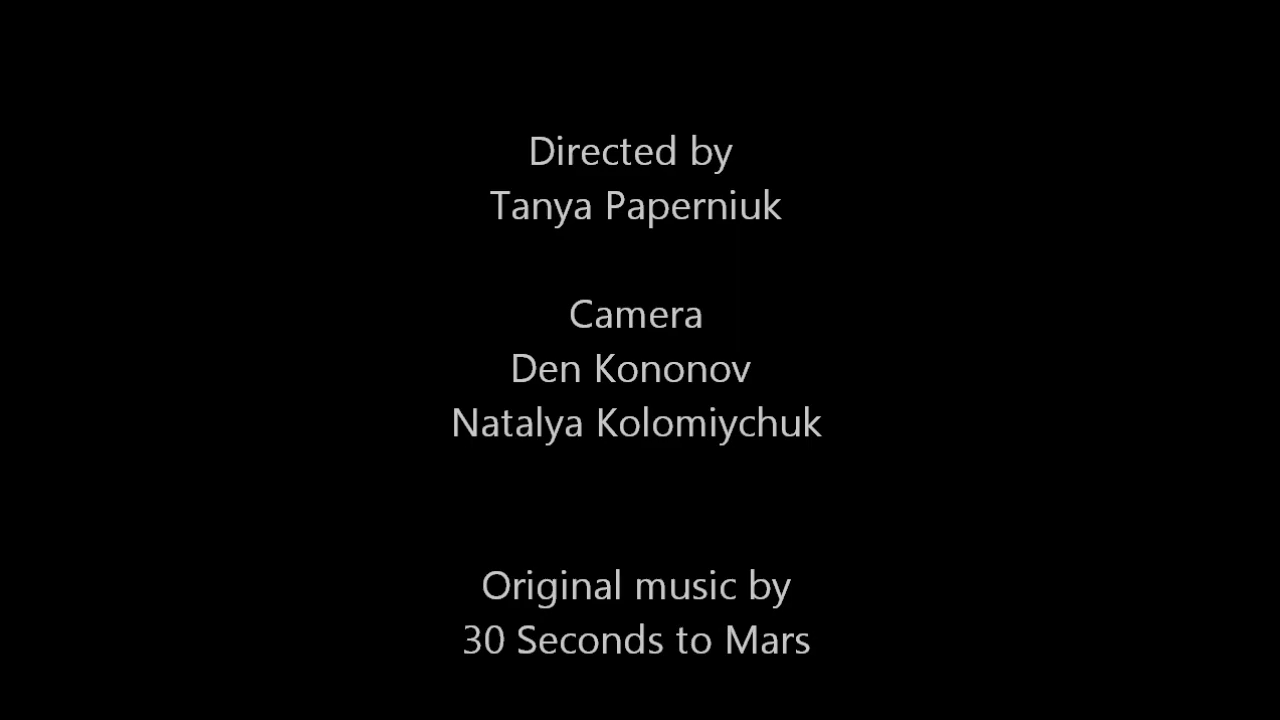 Directed by
Tanya Paperniuk
Camera
Den Kononov
Natalya Kolomiychuk
Original music by
30 Seconds to Mars